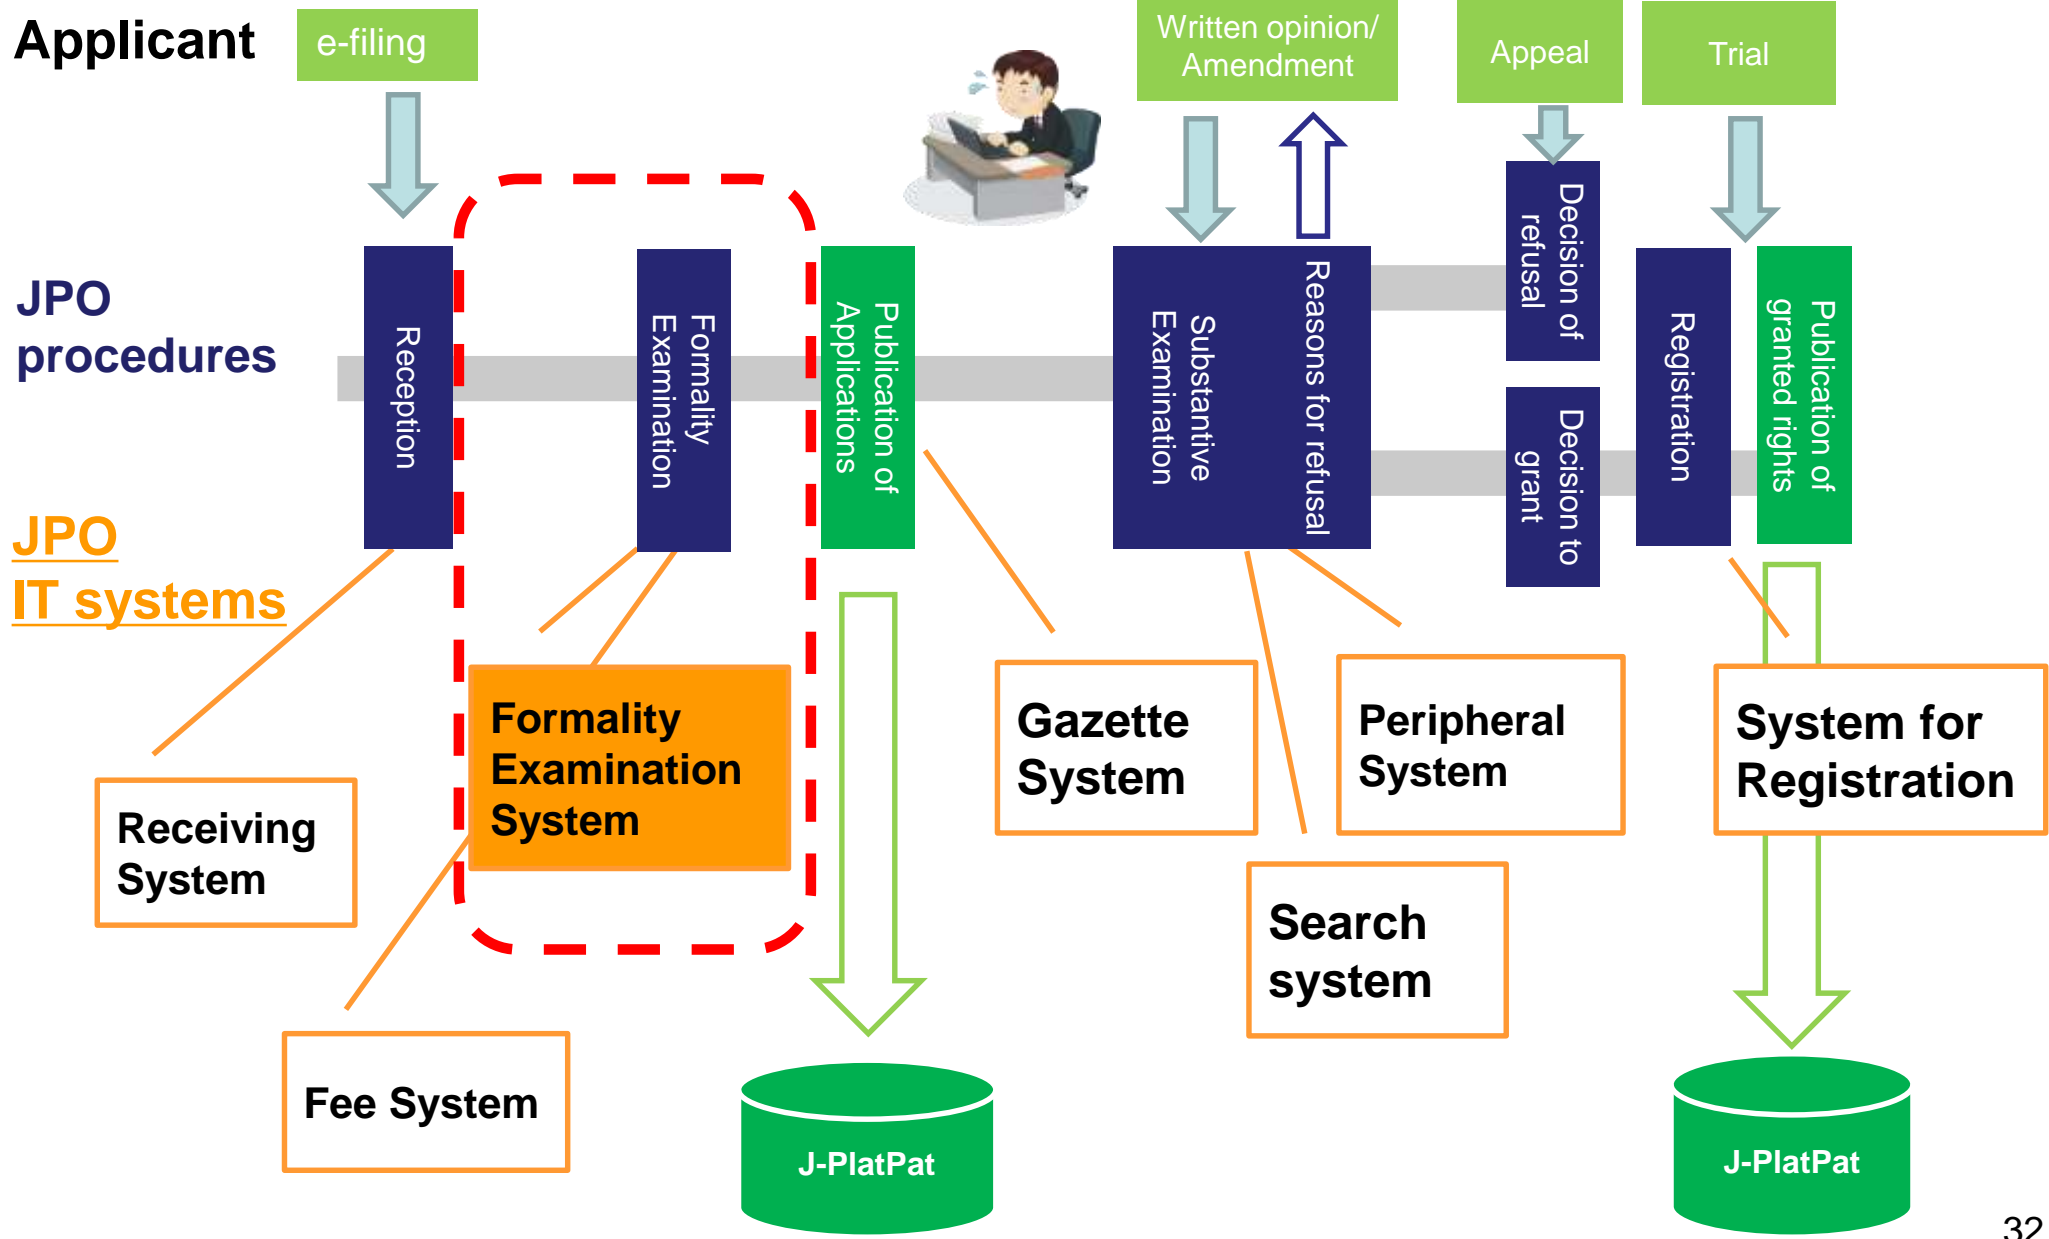 Applicant
e-filing
Written opinion/
Amendment
Appeal
Trial
JPO
procedures
Reception
Formality
Examination
Publication of
Applications
Substantive
Examination
Reasons for refusal
Decision of
refusal
Decision to
grant
Registration
Publication of
granted rights
JPO
IT systems
Receiving
System
Formality
Examination
System
Fee System
Gazette
System
Search
system
Peripheral
System
System for
Registration
J-PlatPat
J-PlatPat
32